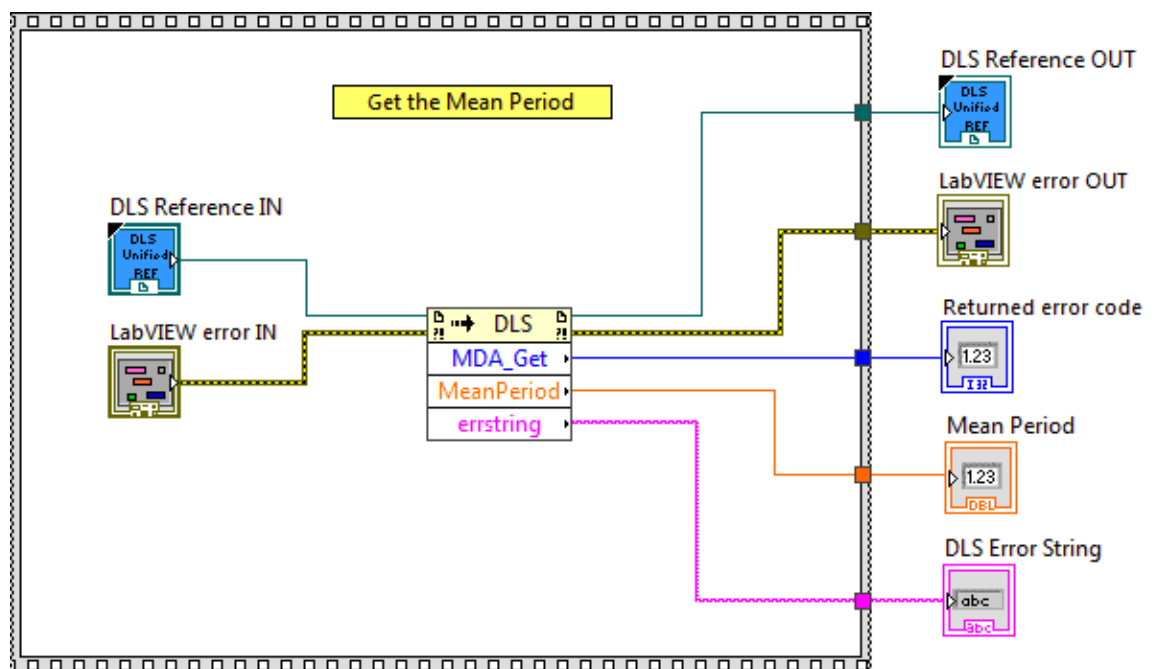 Get the Mean Period
DLS Reference OUT
DLS
Unified
REF
LabVIEW error OUT
DLS Reference IN
DLS
Unified
REF
LabVIEW error IN
?! DLS ?!
MDA_Get
MeanPeriod
errstring
Returned error code
1.23
I32
Mean Period
1.23
DBL
DLS Error String
abc
abc